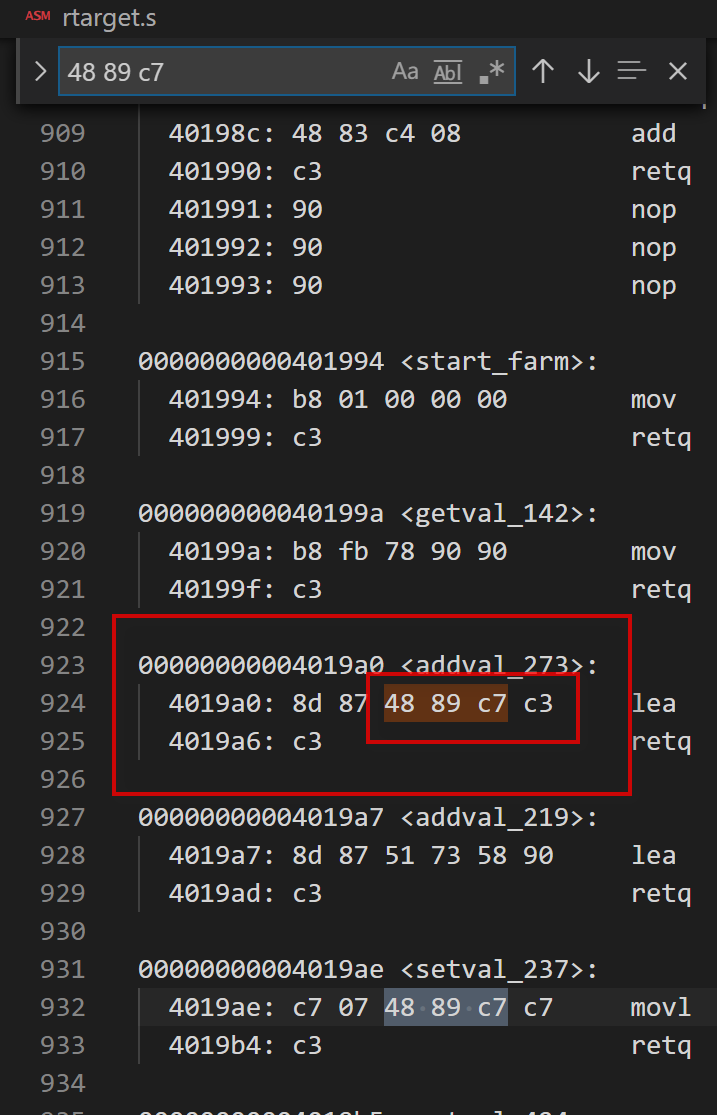 ASM rtarget.s
48 89 c7 Aa Abl .*
909 40198c: 48 83 c4 08 add
910 401990: c3 retq
911 401991: 90 nop
912 401992: 90 nop
913 401993: 90 nop
914
915 0000000000401994 <start_farm>:
916 401994: b8 01 00 00 00 mov
917 401999: c3 retq
918
919 000000000040199a <getval_142>:
920 40199a: b8 fb 78 90 90 mov
921 40199f: c3 retq
922
923 00000000004019a0 <addval_273>:
924 4019a0: 8d 87 48 89 c7 c3 lea
925 4019a6: c3 retq
926
927 00000000004019a7 <addval_219>:
928 4019a7: 8d 87 51 73 58 90 lea
929 4019ad: c3 retq
930
931 00000000004019ae <setval_237>:
932 4019ae: c7 07 48 89 c7 c7 movl
933 4019b4: c3 retq
934